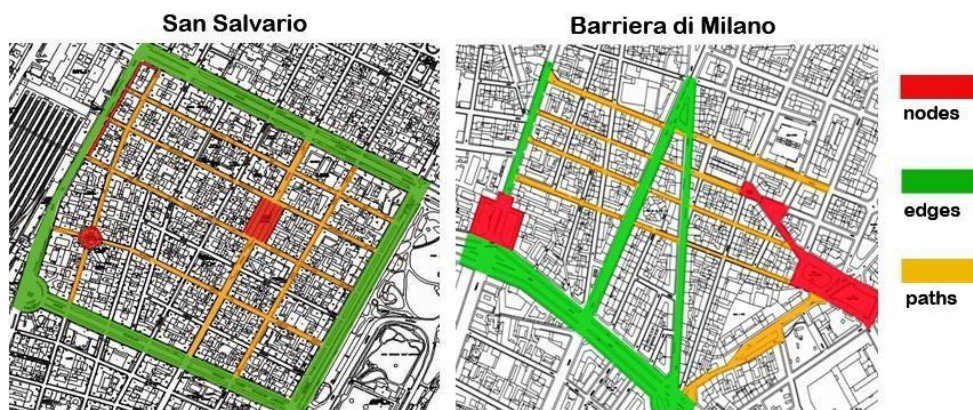 San Salvario
Barriera di Milano
nodes
edges
paths